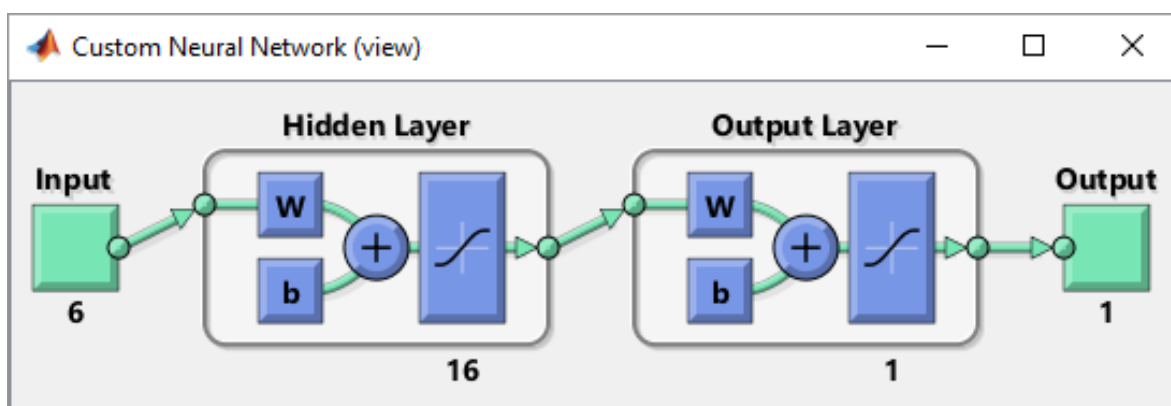 Custom Neural Network (view)
Hidden Layer
Output Layer
Input
Output
W
W
+
+
b
b
6
1
16
1